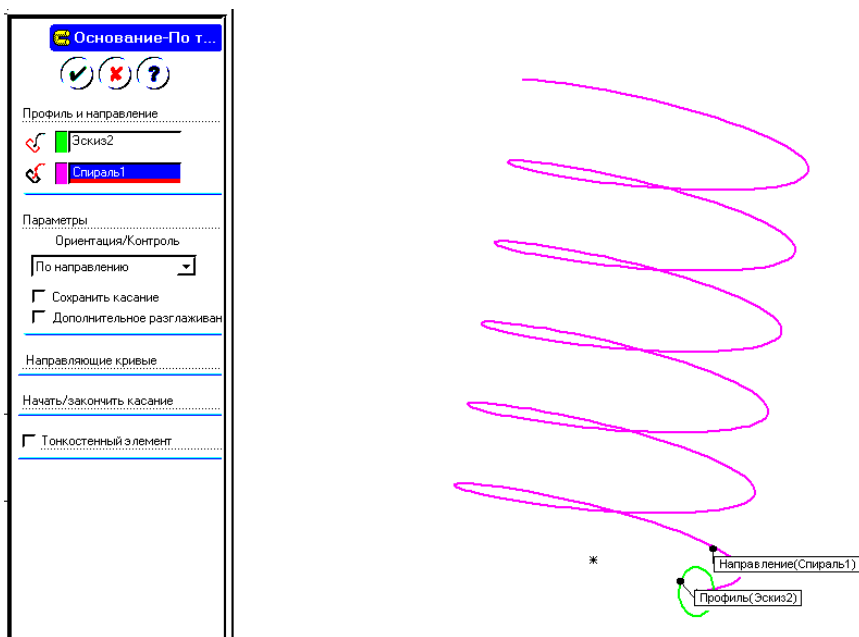 Основание-По т...
Профиль и направление
Эскиз2
Спираль1
Параметры
Ориентация/Контроль
По направлению
Сохранить касание
Дополнительное разглаживан
Направляющие кривые
Начать/закончить касание
Тонкостенный элемент
Направление(Спираль1)
Профиль(Эскиз2)